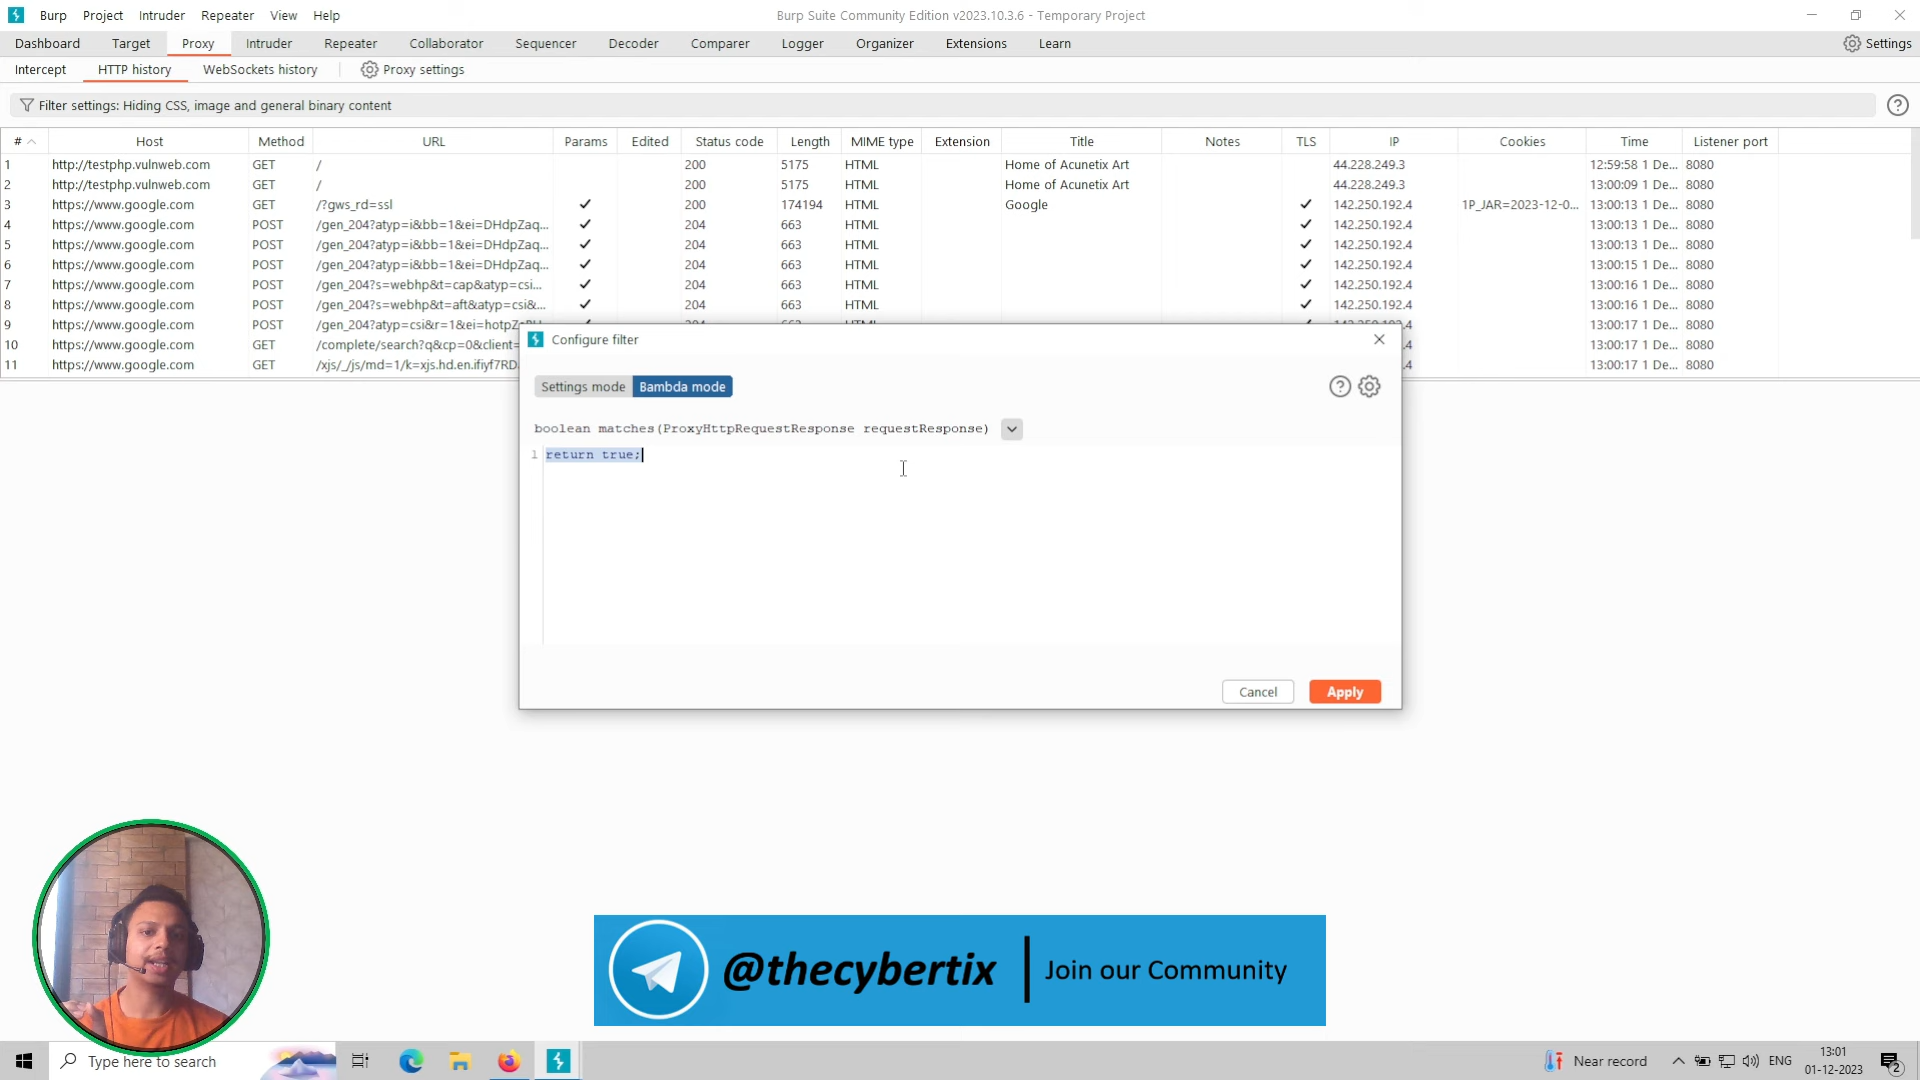 Burp Project Intruder Repeater View Help
Burp Suite Community Edition v2023.10.3.6 - Temporary Project
Dashboard Target Proxy Intruder Repeater Collaborator Sequencer Decoder Comparer Logger Organizer Extensions Learn
Settings
Intercept HTTP history WebSockets history Proxy settings
Filter settings: Hiding CSS, image and general binary content
# Host Method URL Params Edited Status code Length MIME type Extension Title Notes TLS IP Cookies Time Listener port
1 http://testphp.vulnweb.com GET / 200 5175 HTML Home of Acunetix Art 44.228.249.3 12:59:58 1 De... 8080
2 http://testphp.vulnweb.com GET / 200 5175 HTML Home of Acunetix Art 44.228.249.3 13:00:09 1 De... 8080
3 https://www.google.com GET /?gws_rd=ssl ✓ 200 174194 HTML Google ✓ 142.250.192.4 1P_JAR=2023-12-0... 13:00:13 1 De... 8080
4 https://www.google.com POST /gen_204?atyp=i&bb=1&ei=DHdpZaq... ✓ 204 663 HTML ✓ 142.250.192.4 13:00:13 1 De... 8080
5 https://www.google.com POST /gen_204?atyp=i&bb=1&ei=DHdpZaq... ✓ 204 663 HTML ✓ 142.250.192.4 13:00:13 1 De... 8080
6 https://www.google.com POST /gen_204?atyp=i&bb=1&ei=DHdpZaq... ✓ 204 663 HTML ✓ 142.250.192.4 13:00:15 1 De... 8080
7 https://www.google.com POST /gen_204?s=webhp&t=cap&atyp=csi... ✓ 204 663 HTML ✓ 142.250.192.4 13:00:16 1 De... 8080
8 https://www.google.com POST /gen_204?s=webhp&t=aft&atyp=csi&... ✓ 204 663 HTML ✓ 142.250.192.4 13:00:16 1 De... 8080
9 https://www.google.com POST 13:00:17 1 De... 8080
10 https://www.google.com GET /complete/search?q&cp=0&client= .4 13:00:17 1 De... 8080
11 https://www.google.com GET /xjs/_/js/md=1/k=xjs.hd.en.ifiyf7RD .4 13:00:17 1 De... 8080
Configure filter
Settings mode Bambda mode
boolean matches(ProxyHttpRequestResponse requestResponse)
1 return true;
Cancel Apply
@thecybertix | Join our Community
Type here to search
Near record
ENG
13:01
01-12-2023
2